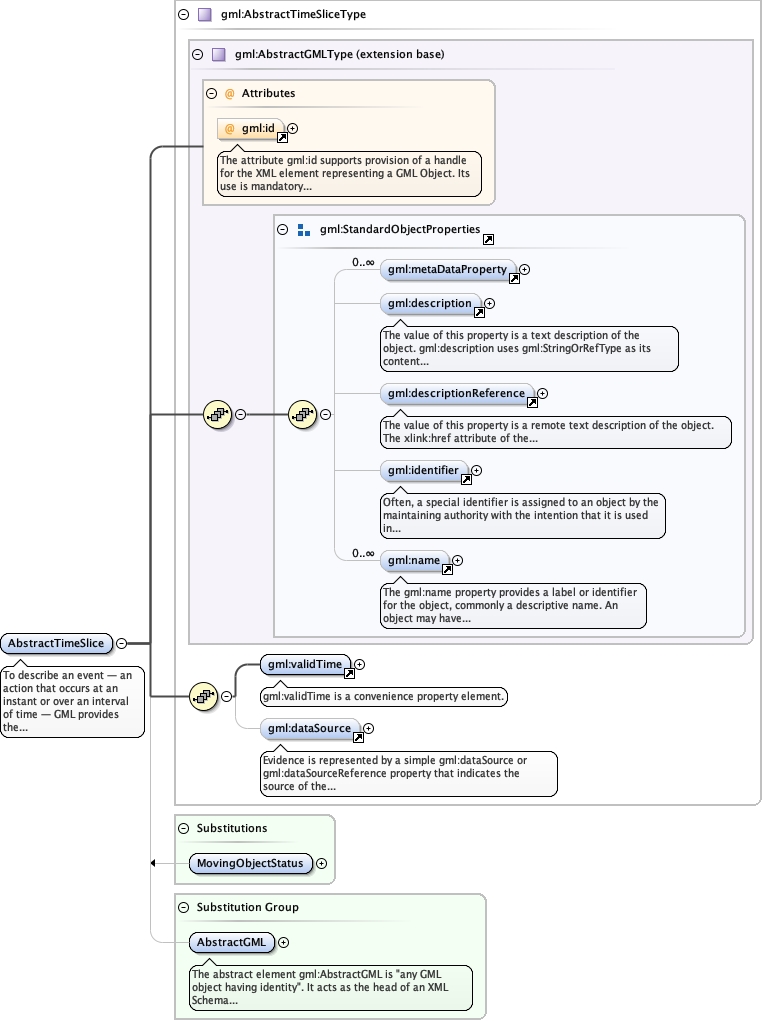 gml:AbstractTimeSliceType
gml:AbstractGMLType (extension base)
@ Attributes
@ gml:id
The attribute gml:id supports provision of a handle
for the XML element representing a GML Object. Its
use is mandatory...
gml:StandardObjectProperties
0..∞
gml:metaDataProperty
gml:description
The value of this property is a text description of the
object. gml:description uses gml:StringOrRefType as its
content...
gml:descriptionReference
The value of this property is a remote text description of the object.
The xlink:href attribute of the...
gml:identifier
Often, a special identifier is assigned to an object by the
maintaining authority with the intention that it is used
in...
0..∞
gml:name
The gml:name property provides a label or identifier
for the object, commonly a descriptive name. An
object may have...
AbstractTimeSlice
To describe an event — an
action that occurs at an
instant or over an interval
of time — GML provides
the...
gml:validTime
gml:validTime is a convenience property element.
gml:dataSource
Evidence is represented by a simple gml:dataSource or
gml:dataSourceReference property that indicates the
source of the...
Substitutions
MovingObjectStatus
Substitution Group
AbstractGML
The abstract element gml:AbstractGML is "any GML
object having identity". It acts as the head of an XML
Schema...